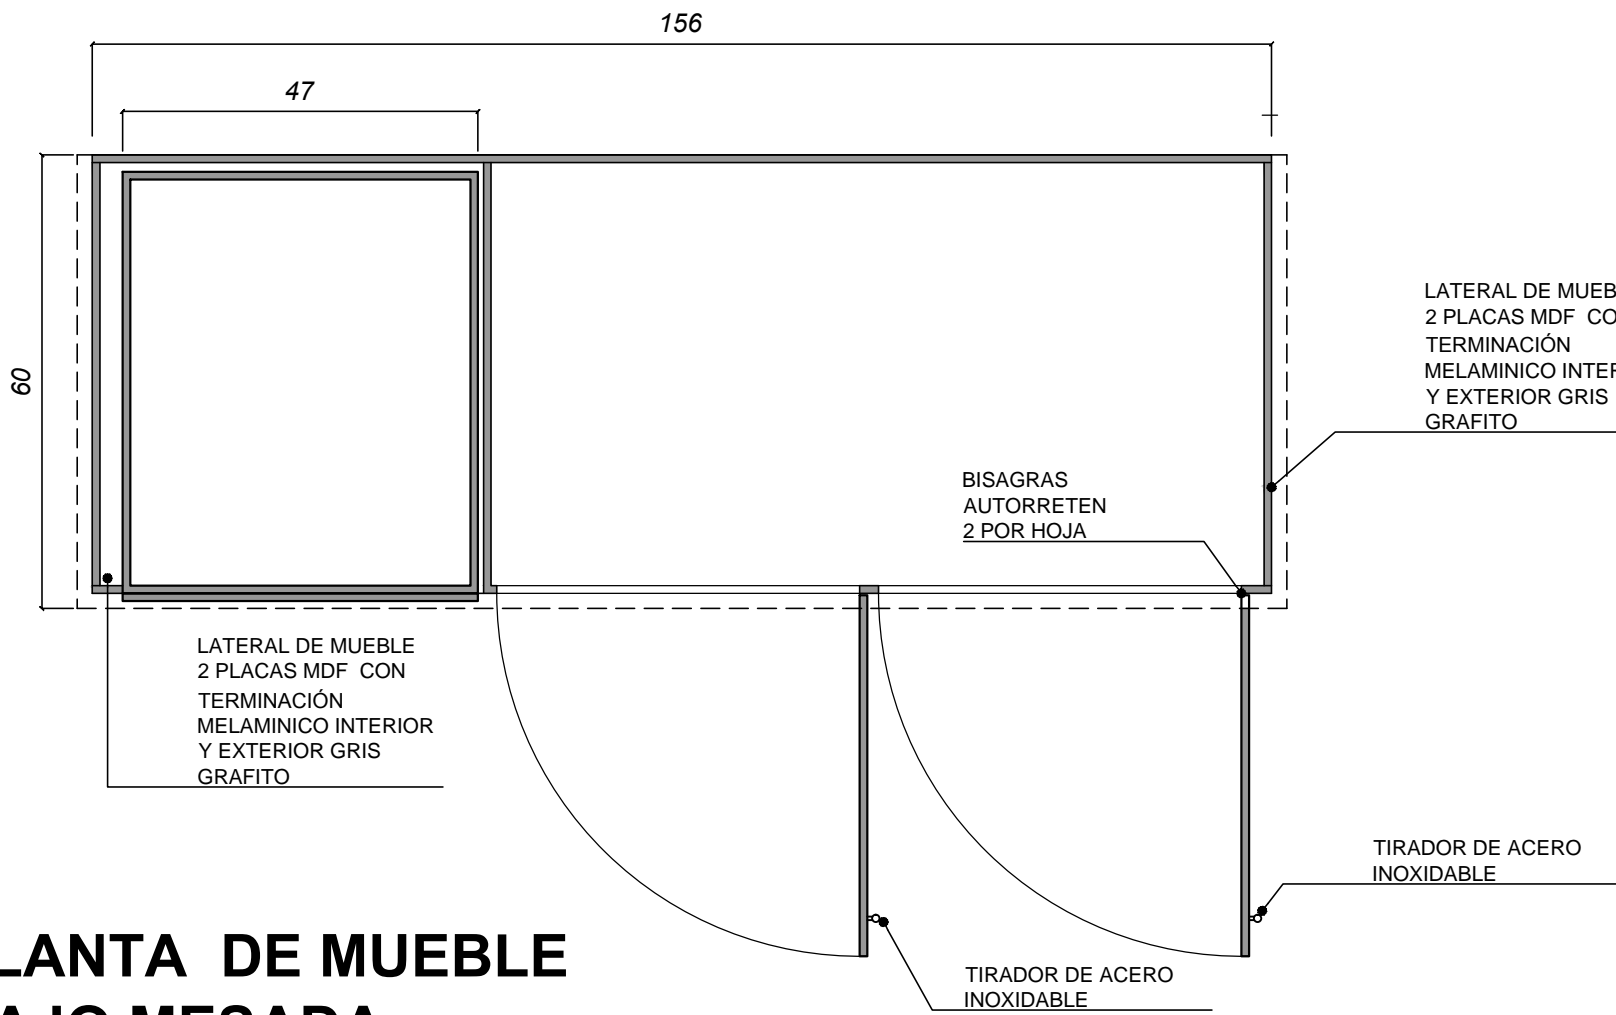 156
47
60
LATERAL DE MUEB
2 PLACAS MDF CO
TERMINACIÓN
MELAMINICO INTER
Y EXTERIOR GRIS
GRAFITO
BISAGRAS
AUTORRETEN
2 POR HOJA
LATERAL DE MUEBLE
2 PLACAS MDF CON
TERMINACIÓN
MELAMINICO INTERIOR
Y EXTERIOR GRIS
GRAFITO
TIRADOR DE ACERO
INOXIDABLE
TIRADOR DE ACERO
INOXIDABLE
LANTA DE MUEBLE
AJO MESADA